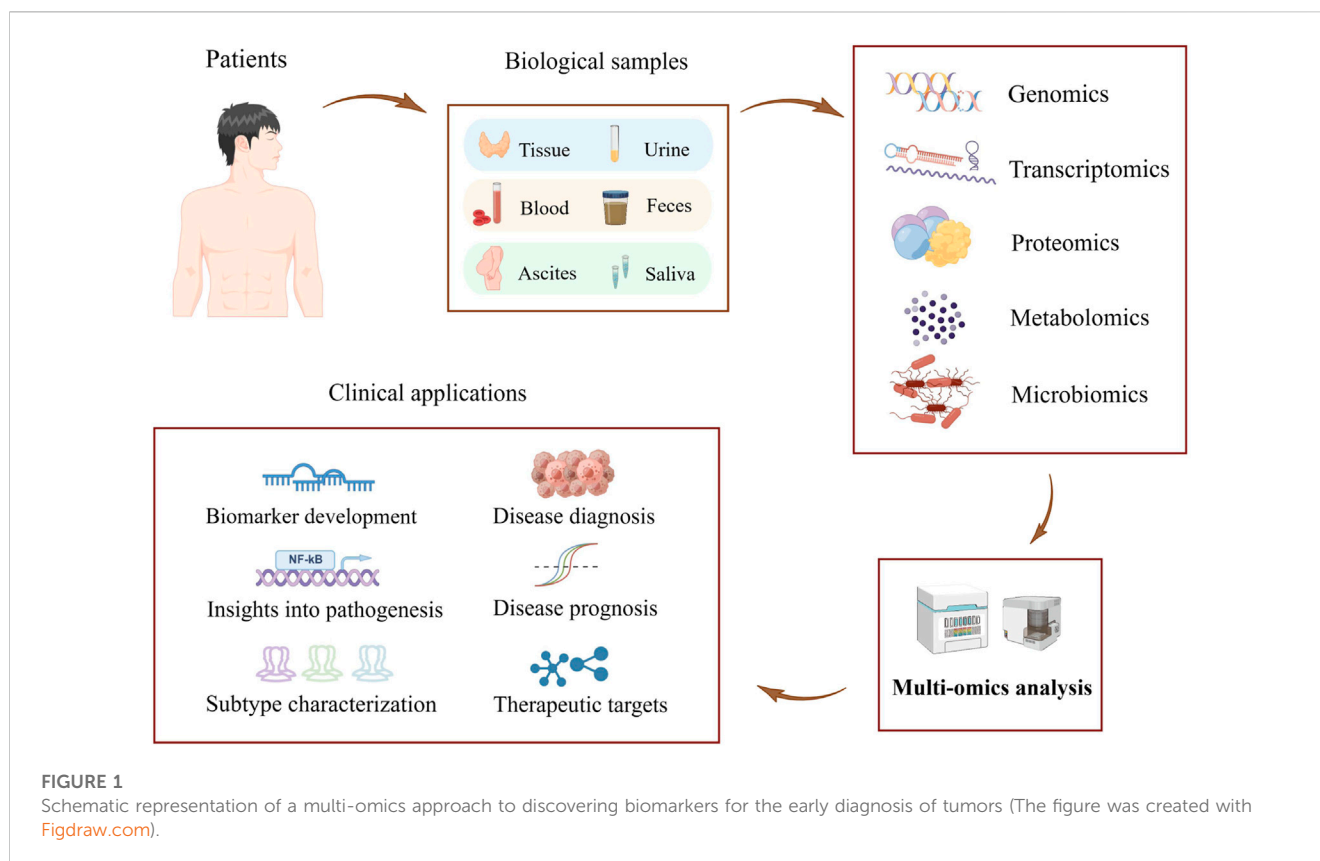 Patients
Biological samples
Tissue
Urine
Blood
Feces
Ascites
Saliva
Genomics
Transcriptomics
Proteomics
Metabolomics
Microbiomics
Multi-omics analysis
Clinical applications
Biomarker development
Disease diagnosis
NF-kB
Insights into pathogenesis
Disease prognosis
Subtype characterization
Therapeutic targets
FIGURE 1
Schematic representation of a multi-omics approach to discovering biomarkers for the early diagnosis of tumors (The figure was created with
Figdraw.com).